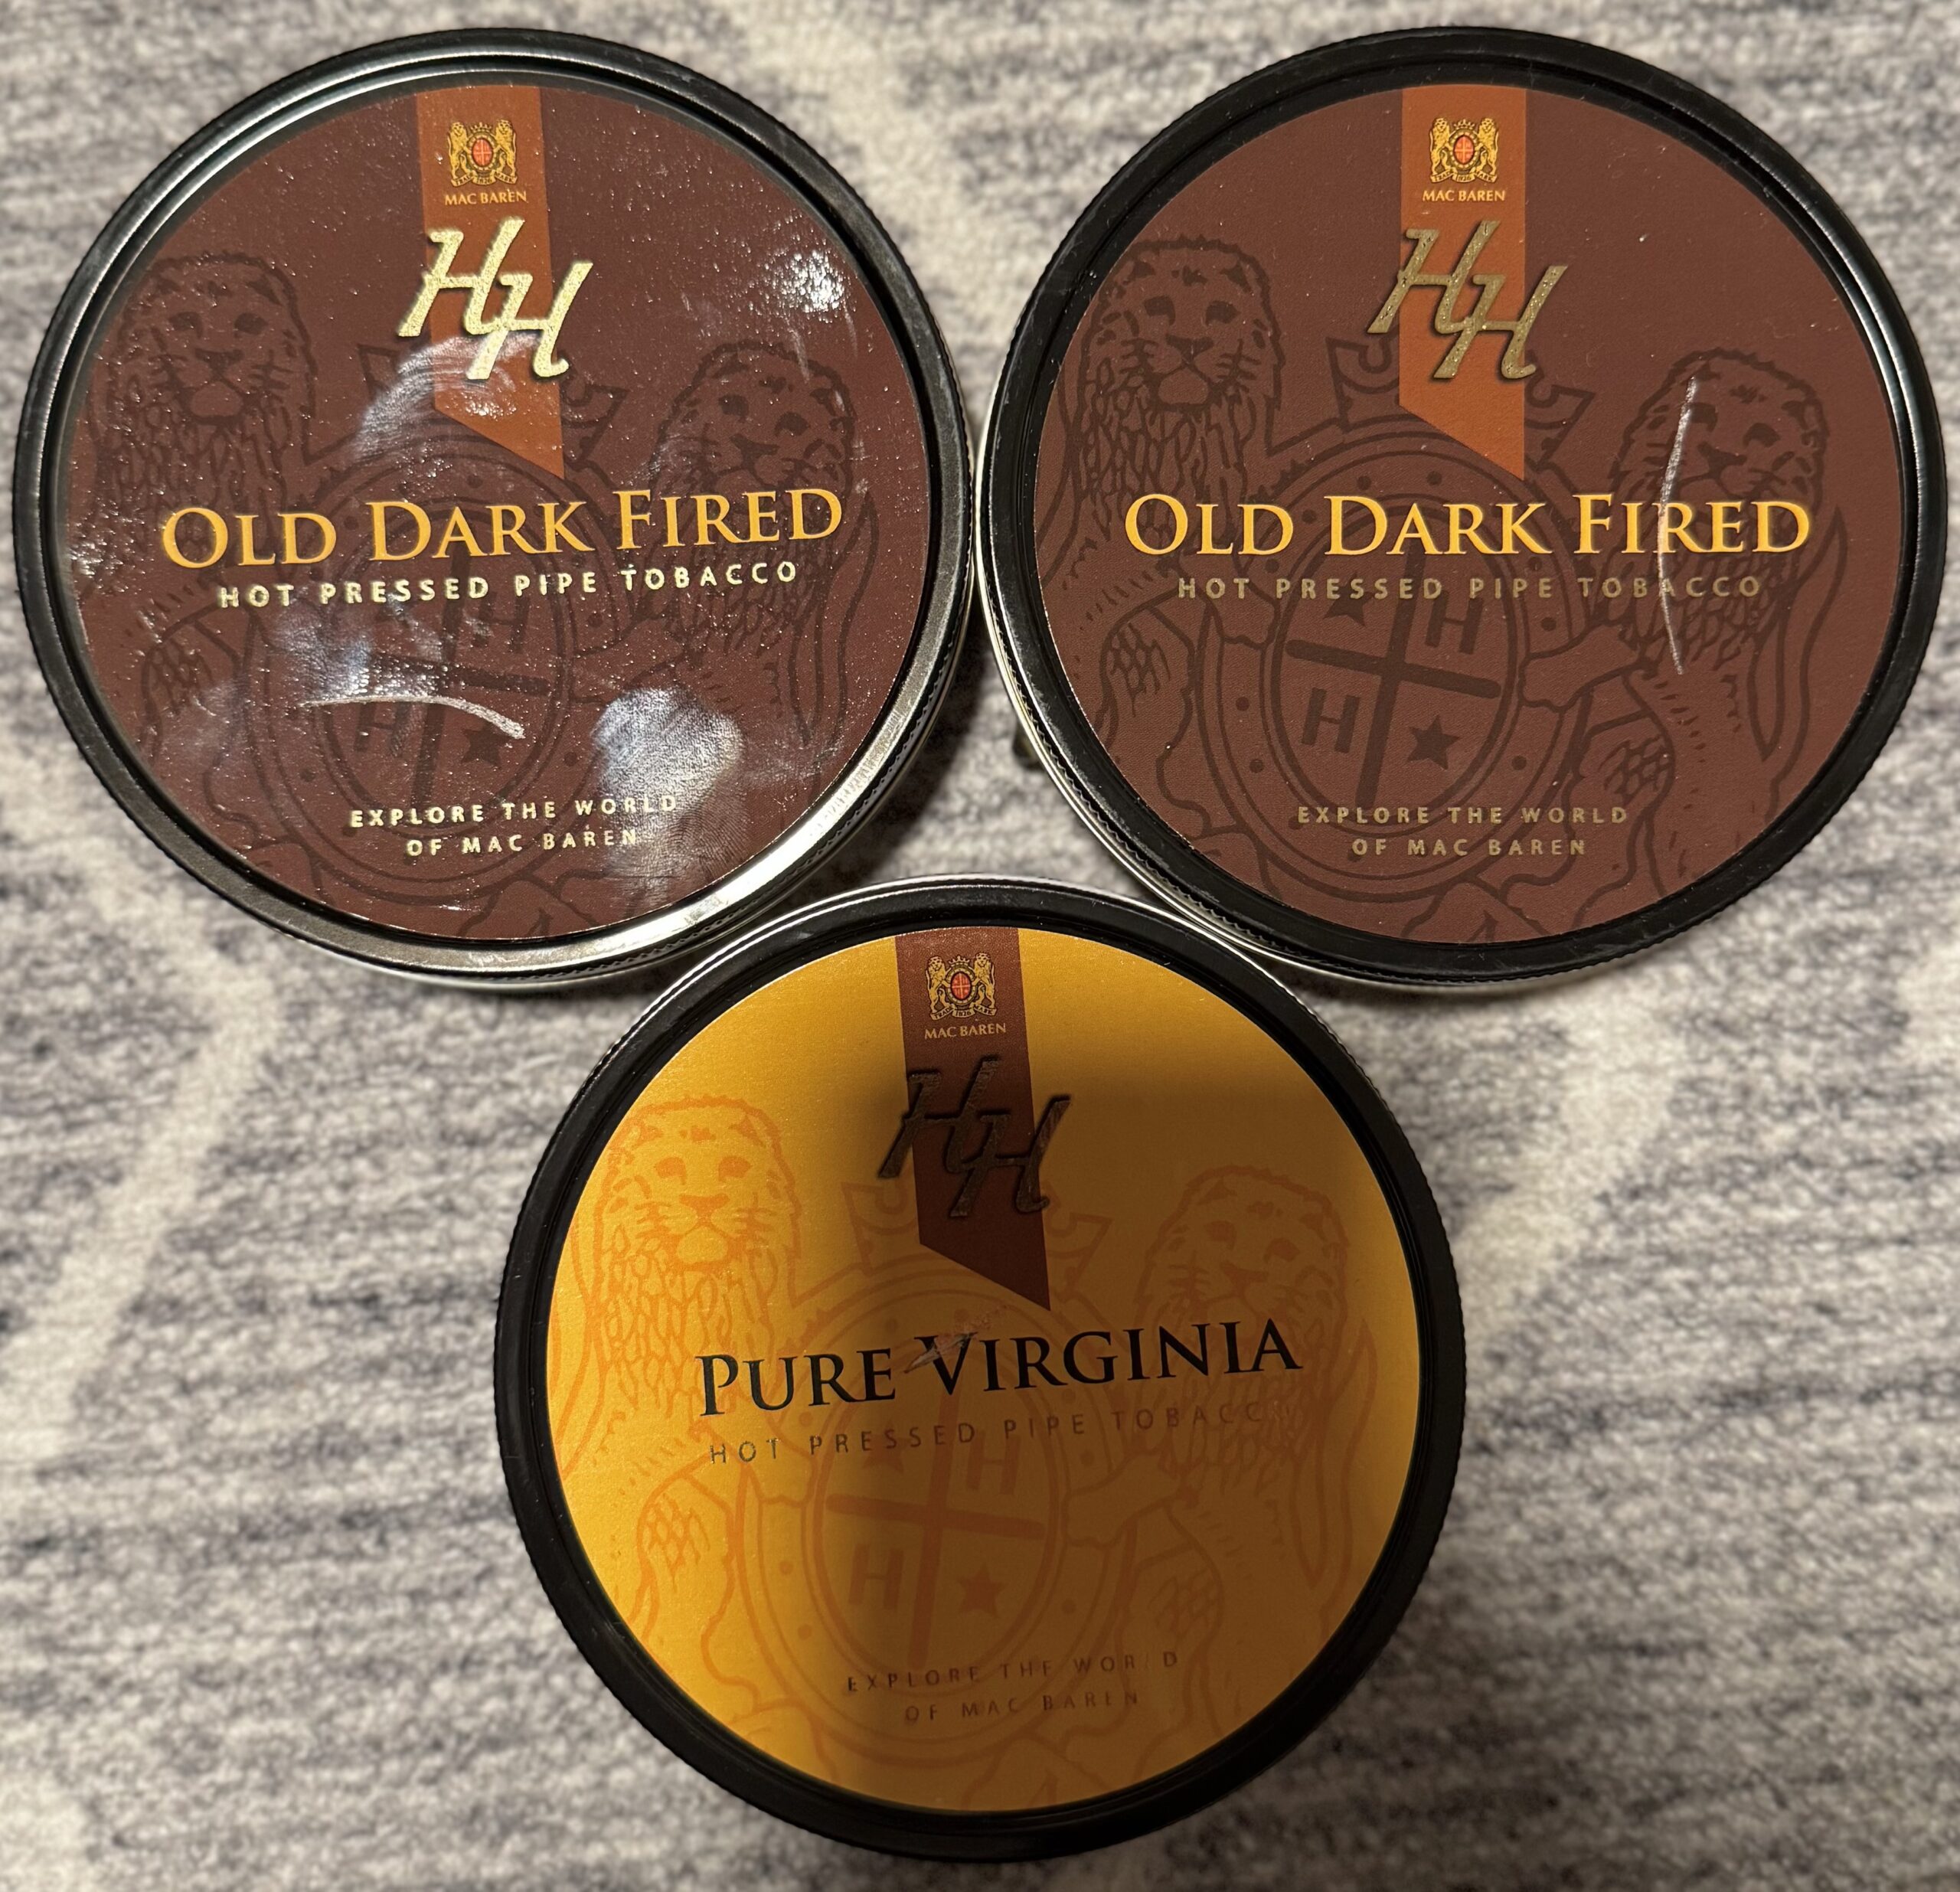 MAC BAREN
HH
OLD DARK FIRED
HOT PRESSED PIPE TOBACCO
H
H
EXPLORE THE WORLD
OF MAC BAREN
MAC BAREN
HH
OLD DARK FIRED
HOT PRESSED PIPE TOBACCO
H
H
EXPLORE THE WORLD
OF MAC BAREN
MAC BAREN
HH
PURE VIRGINIA
HOT PRESSED PIPE TOBACCO
H
H
EXPLORE THE WORLD
OF MAC BAREN